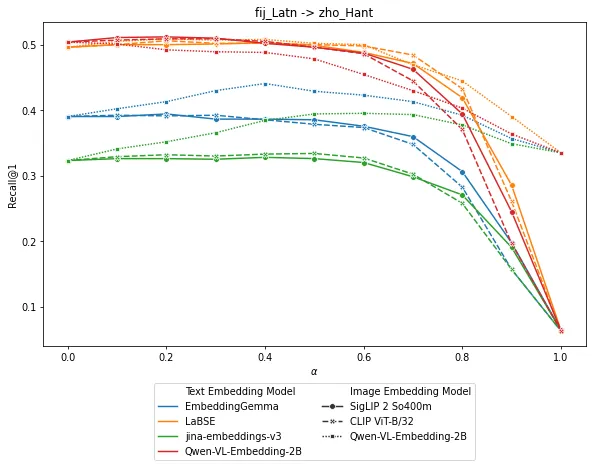 fij_Latn -> zho_Hant
Recall@1
0.5
0.4
0.3
0.2
0.1
0.0 0.2 0.4 0.6 0.8 1.0
α
Text Embedding Model Image Embedding Model
EmbeddingGemma SigLIP 2 So400m
LaBSE CLIP ViT-B/32
jina-embeddings-v3 Qwen-VL-Embedding-2B
Qwen-VL-Embedding-2B